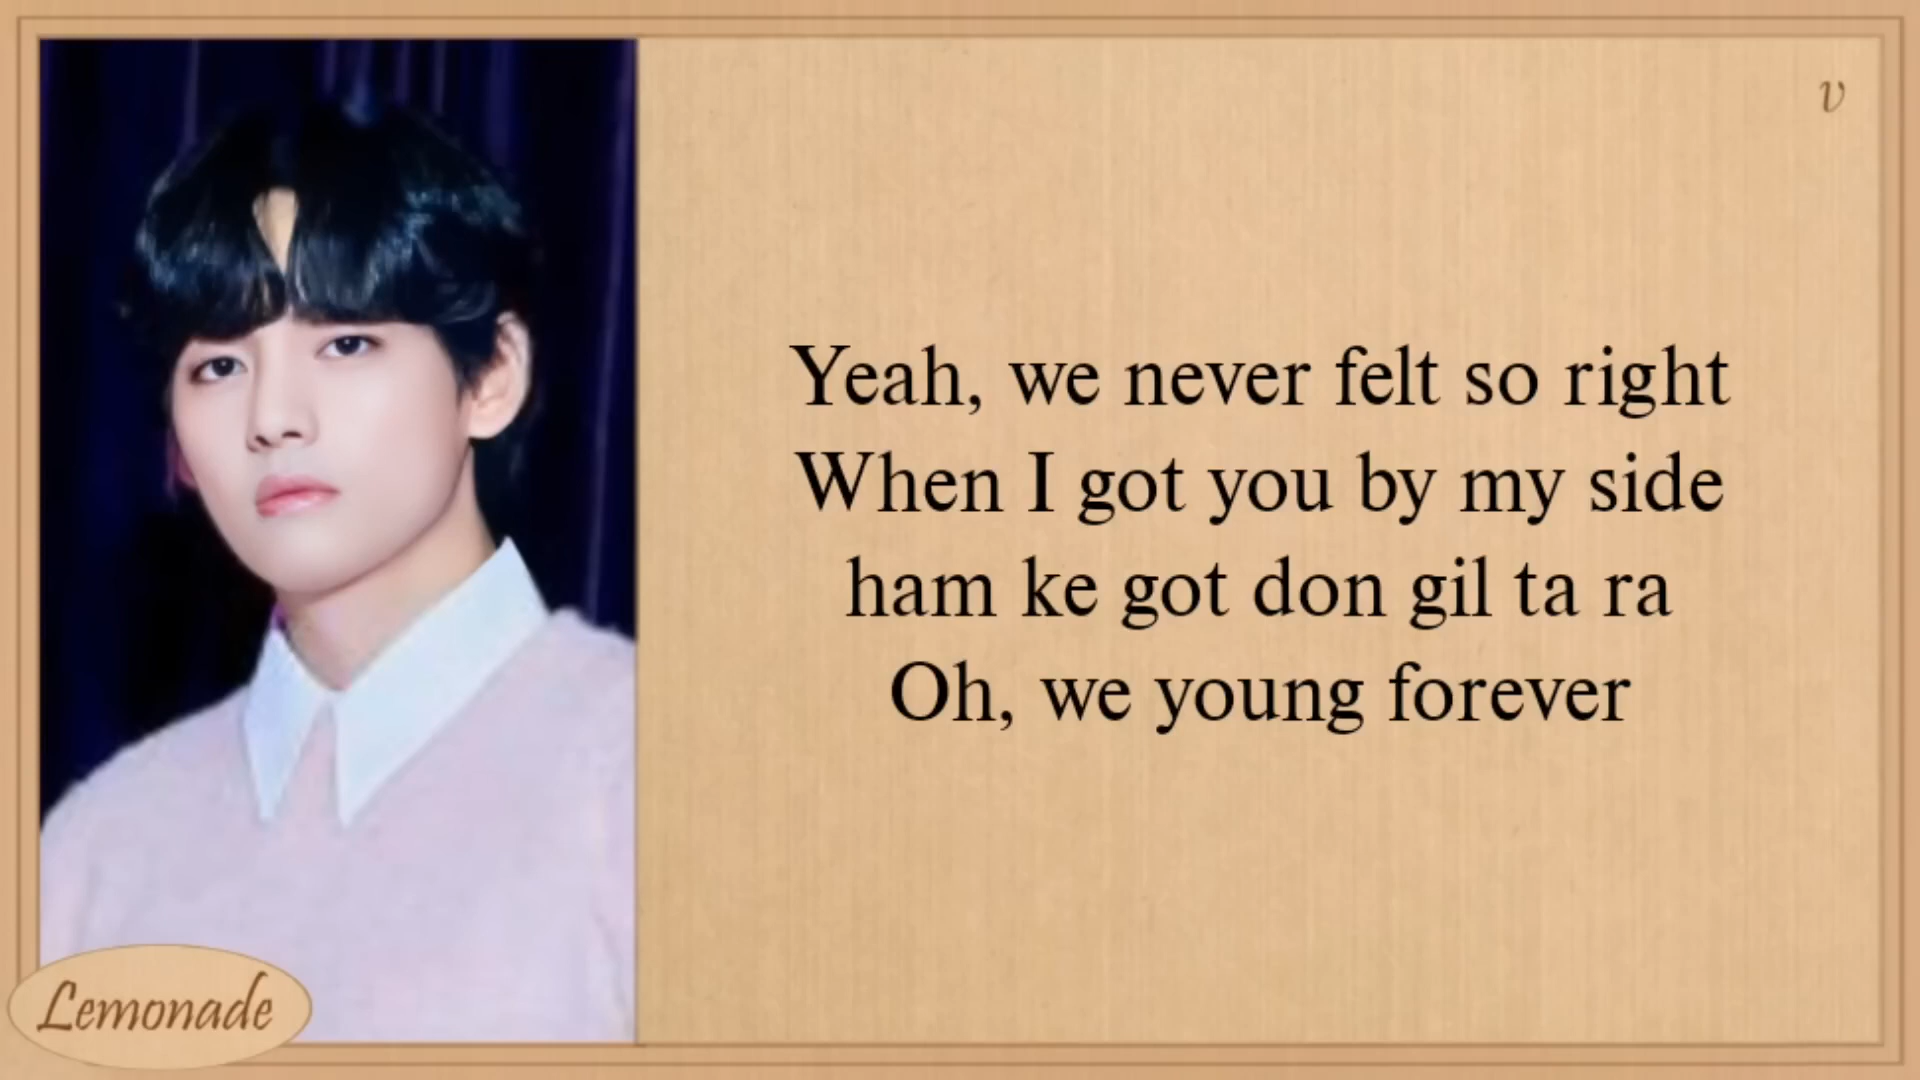 v
Yeah, we never felt so right
When I got you by my side
ham ke got don gil ta ra
Oh, we young forever
Lemonade